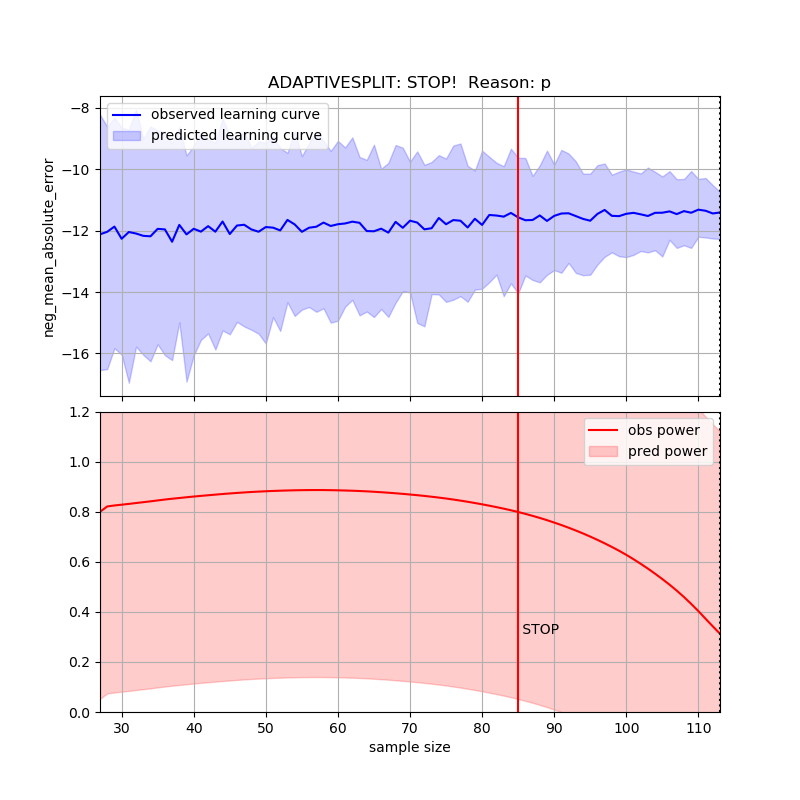 ADAPTIVESPLIT: STOP!  Reason: p
observed learning curve
predicted learning curve
neg_mean_absolute_error
−8
−10
−12
−14
−16
obs power
pred power
1.2
1.0
0.8
0.6
0.4
0.2
0.0
STOP
30 40 50 60 70 80 90 100 110
sample size